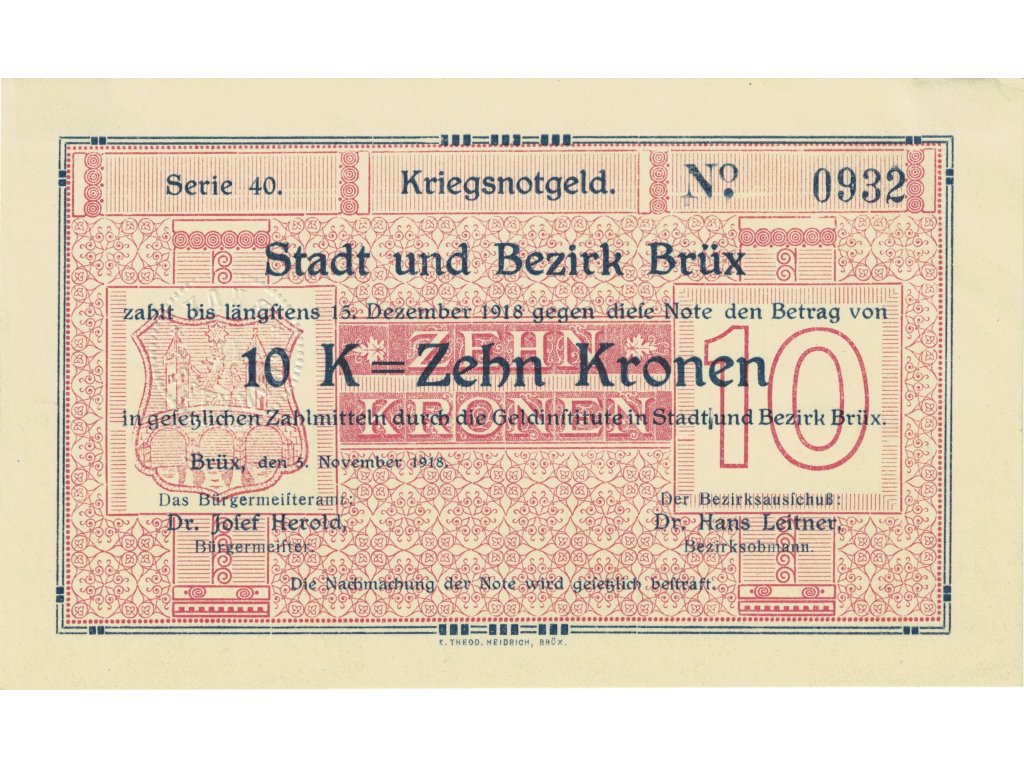 Serie 40. Kriegsnotgeld. No. 0932
Stadt und Bezirk Brüx
zahlt bis längſtens 15. Dezember 1918 gegen dieſe Note den Betrag von
ZEHN
10 K = Zehn Kronen 10
in geſetzlichen Zahlmitteln durch die Geldinſtitute in Stadt und Bezirk Brüx.
KRONEN
Brüx, den 5. November 1918.
Das Bürgermeiſteramt: Der Bezirksausſchuß:
Dr. Joſef Herold, Dr. Hans Leitner,
Bürgermeiſter. Bezirksobmann.
Die Nachmachung der Note wird geſetzlich beſtraft.
K. THEOD. HEIDRICH, BRÜX.